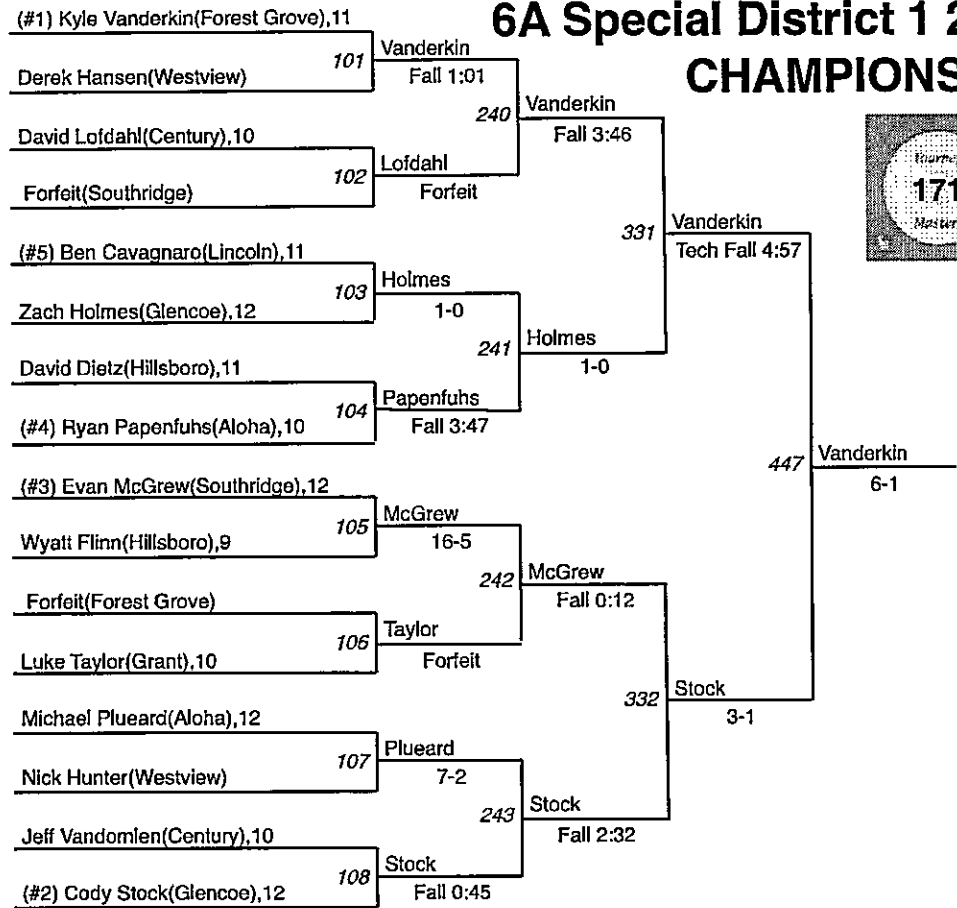 6A Special District 1 2
CHAMPIONS
171
(#1) Kyle Vanderkin(Forest Grove),11
101
Vanderkin
Fall 1:01
Derek Hansen(Westview)
240
Vanderkin
Fall 3:46
David Lofdahl(Century),10
102
Lofdahl
Forfeit
Forfeit(Southridge)
331
Vanderkin
Tech Fall 4:57
(#5) Ben Cavagnaro(Lincoln),11
103
Holmes
1-0
Zach Holmes(Glencoe),12
241
Holmes
1-0
David Dietz(Hillsboro),11
104
Papenfuhs
Fall 3:47
(#4) Ryan Papenfuhs(Aloha),10
447
Vanderkin
6-1
(#3) Evan McGrew(Southridge),12
105
McGrew
16-5
Wyatt Flinn(Hillsboro),9
242
McGrew
Fall 0:12
Forfeit(Forest Grove)
106
Taylor
Forfeit
Luke Taylor(Grant),10
332
Stock
3-1
Michael Plueard(Aloha),12
107
Plueard
7-2
Nick Hunter(Westview)
243
Stock
Fall 2:32
Jeff Vandomlen(Century),10
108
Stock
Fall 0:45
(#2) Cody Stock(Glencoe),12